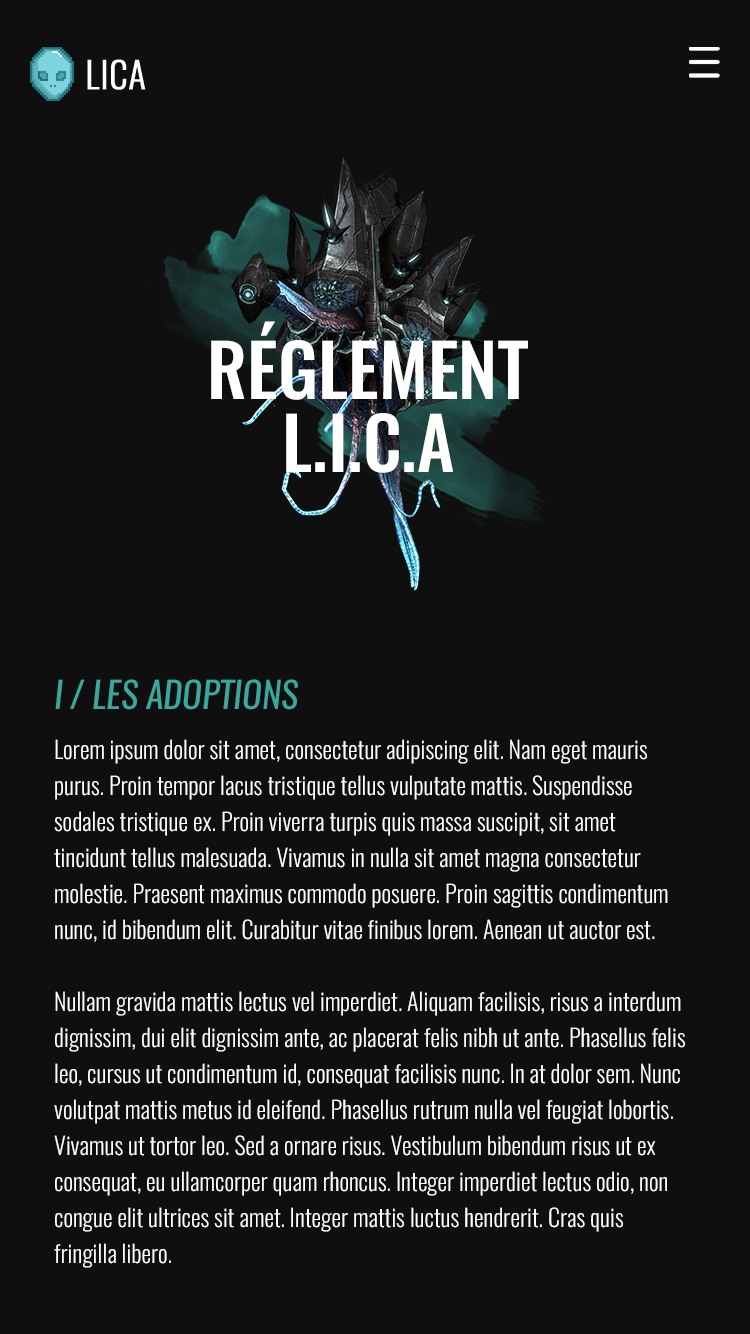 LICA
RÉGLEMENT
L.I.C.A
I / LES ADOPTIONS
Lorem ipsum dolor sit amet, consectetur adipiscing elit. Nam eget mauris
purus. Proin tempor lacus tristique tellus vulputate mattis. Suspendisse
sodales tristique ex. Proin viverra turpis quis massa suscipit, sit amet
tincidunt tellus malesuada. Vivamus in nulla sit amet magna consectetur
molestie. Praesent maximus commodo posuere. Proin sagittis condimentum
nunc, id bibendum elit. Curabitur vitae finibus lorem. Aenean ut auctor est.
Nullam gravida mattis lectus vel imperdiet. Aliquam facilisis, risus a interdum
dignissim, dui elit dignissim ante, ac placerat felis nibh ut ante. Phasellus felis
leo, cursus ut condimentum id, consequat facilisis nunc. In at dolor sem. Nunc
volutpat mattis metus id eleifend. Phasellus rutrum nulla vel feugiat lobortis.
Vivamus ut tortor leo. Sed a ornare risus. Vestibulum bibendum risus ut ex
consequat, eu ullamcorper quam rhoncus. Integer imperdiet lectus odio, non
congue elit ultrices sit amet. Integer mattis luctus hendrerit. Cras quis
fringilla libero.